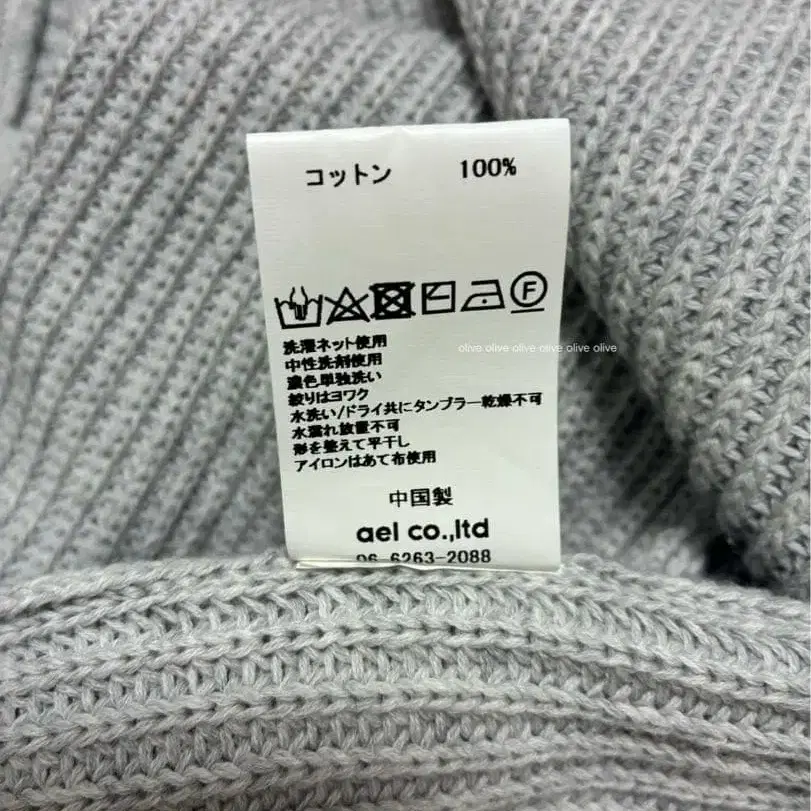 コットン 100%
F
洗濯ネット使用
中性洗剤使用
濃色単独洗い
絞りはヨワク
水洗い/ドライ共にタンブラー乾燥不可
水濡れ放置不可
形を整えて平干し
アイロンはあて布使用
中国製
ael co.,ltd
06 6263-2088
olive olive olive olive olive olive